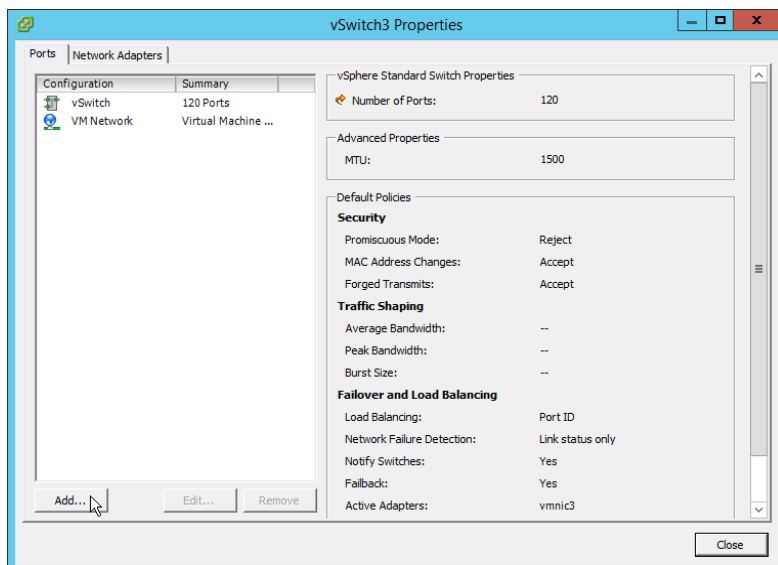 vSwitch3 Properties
Ports Network Adapters
Configuration Summary
vSwitch 120 Ports
VM Network Virtual Machine ...
Add... Edit... Remove
vSphere Standard Switch Properties
Number of Ports: 120
Advanced Properties
MTU: 1500
Default Policies
Security
Promiscuous Mode: Reject
MAC Address Changes: Accept
Forged Transmits: Accept
Traffic Shaping
Average Bandwidth: --
Peak Bandwidth: --
Burst Size: --
Failover and Load Balancing
Load Balancing: Port ID
Network Failure Detection: Link status only
Notify Switches: Yes
Failback: Yes
Active Adapters: vmnic3
Close